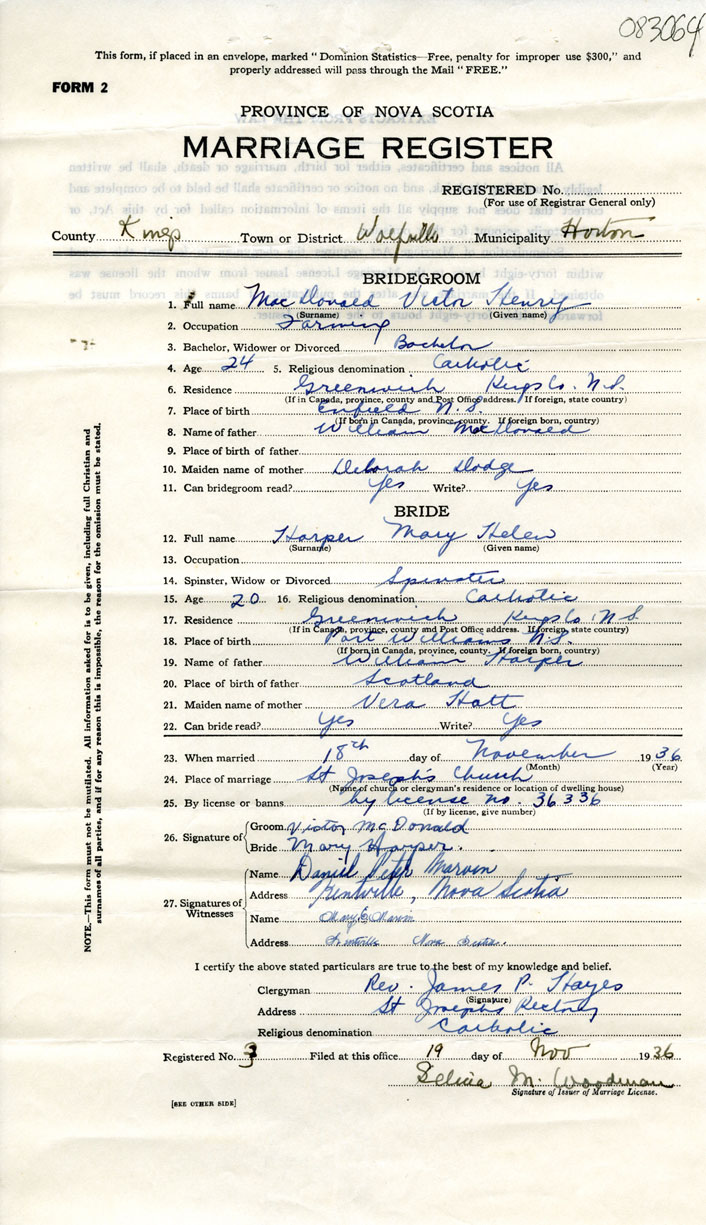 083064
This form, if placed in an envelope, marked "Dominion Statistics—Free, penalty for improper use $300," and
properly addressed will pass through the Mail "FREE."
FORM 2
PROVINCE OF NOVA SCOTIA
MARRIAGE REGISTER
REGISTERED No.
(For use of Registrar General only)
County Kings Town or District Wolfville Municipality Horton
BRIDEGROOM
1. Full name MacDonald Victor Henry
(Surname) (Given name)
2. Occupation Farming
3. Bachelor, Widower or Divorced Bachelor
4. Age 24 5. Religious denomination Catholic
6. Residence Greenwich Kings Co. N.S.
(If in Canada, province, county and Post Office address. If foreign, state country)
7. Place of birth Enfield N.S.
(If born in Canada, province, county. If foreign born, country)
8. Name of father William MacDonald
9. Place of birth of father
10. Maiden name of mother Deborah Dodge
11. Can bridegroom read? Yes Write? Yes
BRIDE
12. Full name Harper Mary Helen
(Surname) (Given name)
13. Occupation
14. Spinster, Widow or Divorced Spinster
15. Age 20 16. Religious denomination Catholic
17. Residence Greenwich Kings Co. N.S.
(If in Canada, province, county and Post Office address. If foreign, state country)
18. Place of birth Port Williams N.S.
(If born in Canada, province, county. If foreign born, country)
19. Name of father William Harper
20. Place of birth of father Scotland
21. Maiden name of mother Vera Hatt
22. Can bride read? Yes Write? Yes
23. When married 18th day of November 1936
(Month) (Year)
24. Place of marriage St Joseph's Church
(Name of church or clergyman's residence or location of dwelling house)
25. By license or banns by license no. 36336
(If by license, give number)
26. Signature of Groom Victor McDonald
Bride Mary Harper.
27. Signatures of Witnesses
Name Daniel Peter Marvin
Address Kentville, Nova Scotia
Name Mary E Marvin
Address Kentville Nova Scotia.
I certify the above stated particulars are true to the best of my knowledge and belief.
Clergyman Rev. James P. Hayes
(Signature)
Address St Joseph's Rectory
Religious denomination Catholic
Registered No. 3 Filed at this office 19 day of Nov 1936
M. Woodman
Signature of Issuer of Marriage License.
[SEE OTHER SIDE]
NOTE.—This form must not be mutilated. All information asked for is to be given, including full Christian and
surnames of all parties, and if for any reason this is impossible, the reason for the omission must be stated.